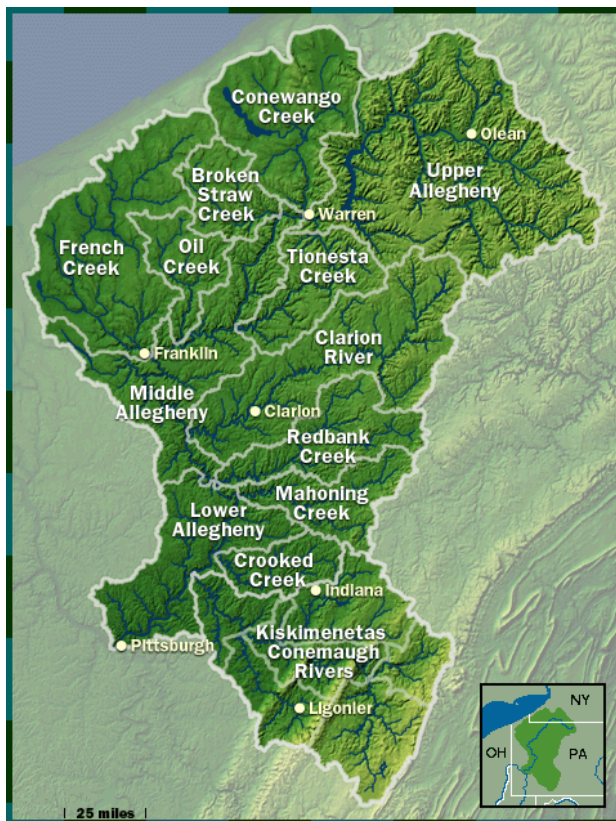 Conewango
Creek
Olean
Upper
Allegheny
Broken
Straw
Creek
Warren
French
Creek
Oil
Creek
Tionesta
Creek
Clarion
River
Franklin
Middle
Allegheny
Clarion
Redbank
Creek
Mahoning
Creek
Lower
Allegheny
Crooked
Creek
Indiana
Kiskimenetas
Conemaugh
Rivers
Pittsburgh
Ligonier
NY
OH
PA
25 miles